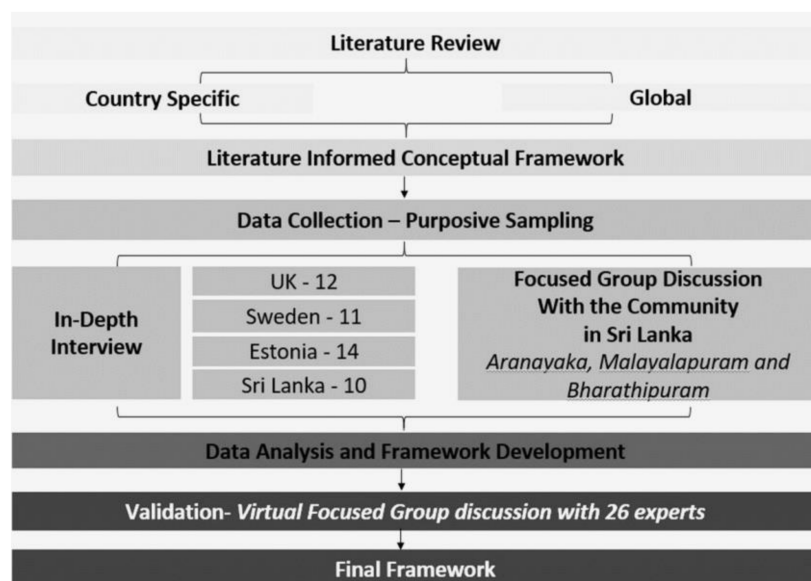 Literature Review
Country Specific
Global
Literature Informed Conceptual Framework
Data Collection – Purposive Sampling
In-Depth
Interview
UK - 12
Sweden - 11
Estonia - 14
Sri Lanka - 10
Focused Group Discussion
With the Community
in Sri Lanka
Aranayaka, Malayalapuram and
Bharathipuram
Data Analysis and Framework Development
Validation- Virtual Focused Group discussion with 26 experts
Final Framework